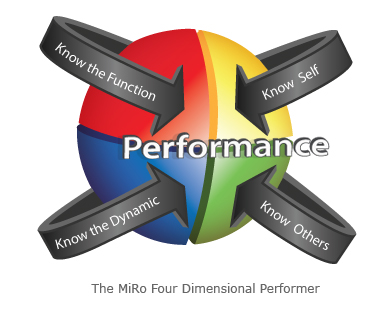 Know the Function
Know Self
Performance
Know the Dynamic
Know Others
The MiRo Four Dimensional Performer